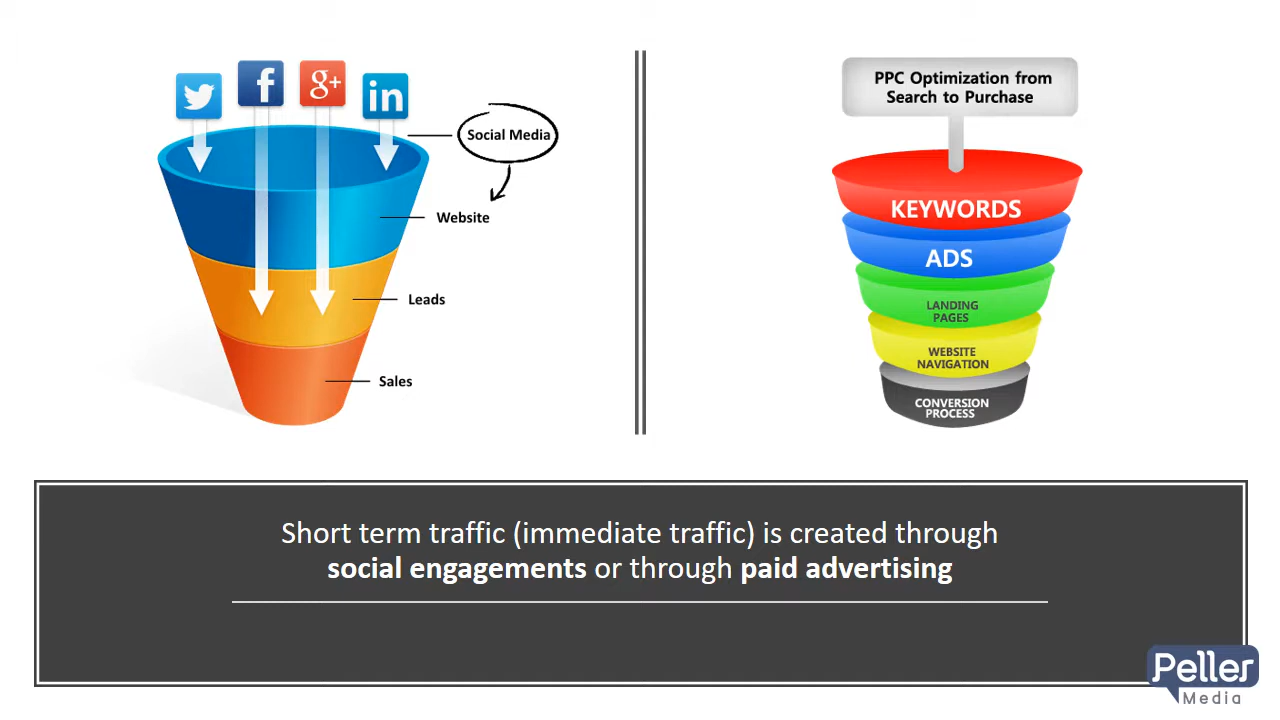 f
g+
in
Social Media
Website
Leads
Sales
PPC Optimization from
Search to Purchase
KEYWORDS
ADS
LANDING
PAGES
WEBSITE
NAVIGATION
CONVERSION
PROCESS
Short term traffic (immediate traffic) is created through
social engagements or through paid advertising
Peller
Media